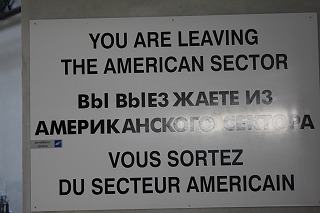 YOU ARE LEAVING
THE AMERICAN SECTOR
ВЫ ВЫЕЗЖАЕТЕ ИЗ
АМЕРИКАНСКОГО СЕКТОРА
VOUS SORTEZ
DU SECTEUR AMERICAIN